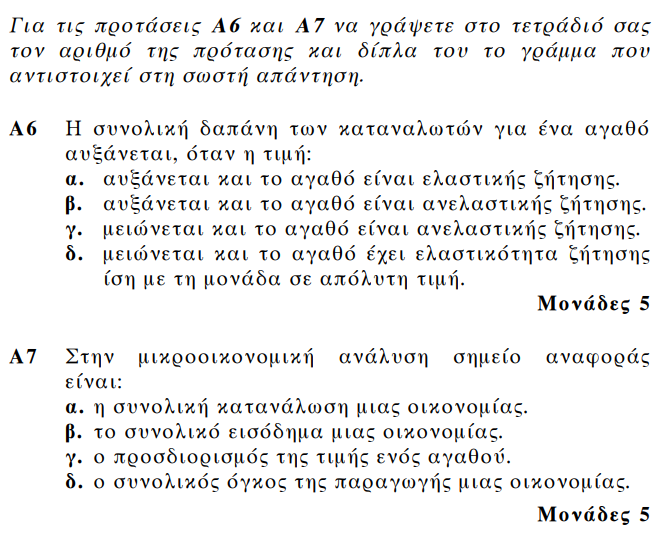 Για τις προτάσεις Α6 και Α7 να γράψετε στο τετράδιό σας
τον αριθμό της πρότασης και δίπλα του το γράμμα που
αντιστοιχεί στη σωστή απάντηση.
Α6 Η συνολική δαπάνη των καταναλωτών για ένα αγαθό
αυξάνεται, όταν η τιμή:
α. αυξάνεται και το αγαθό είναι ελαστικής ζήτησης.
β. αυξάνεται και το αγαθό είναι ανελαστικής ζήτησης.
γ. μειώνεται και το αγαθό είναι ανελαστικής ζήτησης.
δ. μειώνεται και το αγαθό έχει ελαστικότητα ζήτησης
ίση με τη μονάδα σε απόλυτη τιμή.
Μονάδες 5
Α7 Στην μικροοικονομική ανάλυση σημείο αναφοράς
είναι:
α. η συνολική κατανάλωση μιας οικονομίας.
β. το συνολικό εισόδημα μιας οικονομίας.
γ. ο προσδιορισμός της τιμής ενός αγαθού.
δ. ο συνολικός όγκος της παραγωγής μιας οικονομίας.
Μονάδες 5